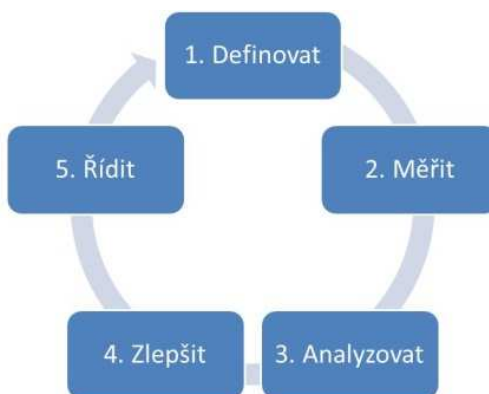 1. Definovat
2. Měřit
3. Analyzovat
4. Zlepšit
5. Řídit